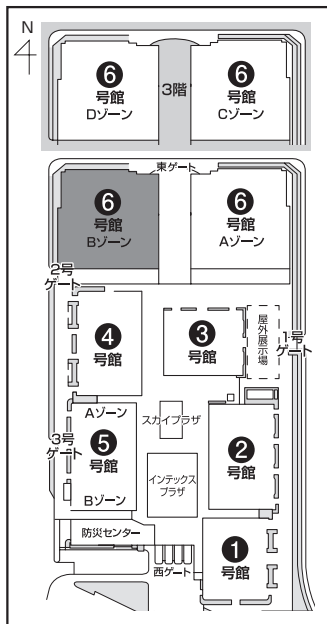 N
6
号館
Dゾーン
3階
6
号館
Cゾーン
東ゲート
6
号館
Bゾーン
6
号館
Aゾーン
2号
ゲート
4
号館
3
号館
屋外展示場
1号
ゲート
Aゾーン
スカイプラザ
3号
ゲート
5
号館
Bゾーン
2
号館
インテックス
プラザ
防災センター
西ゲート
1
号館